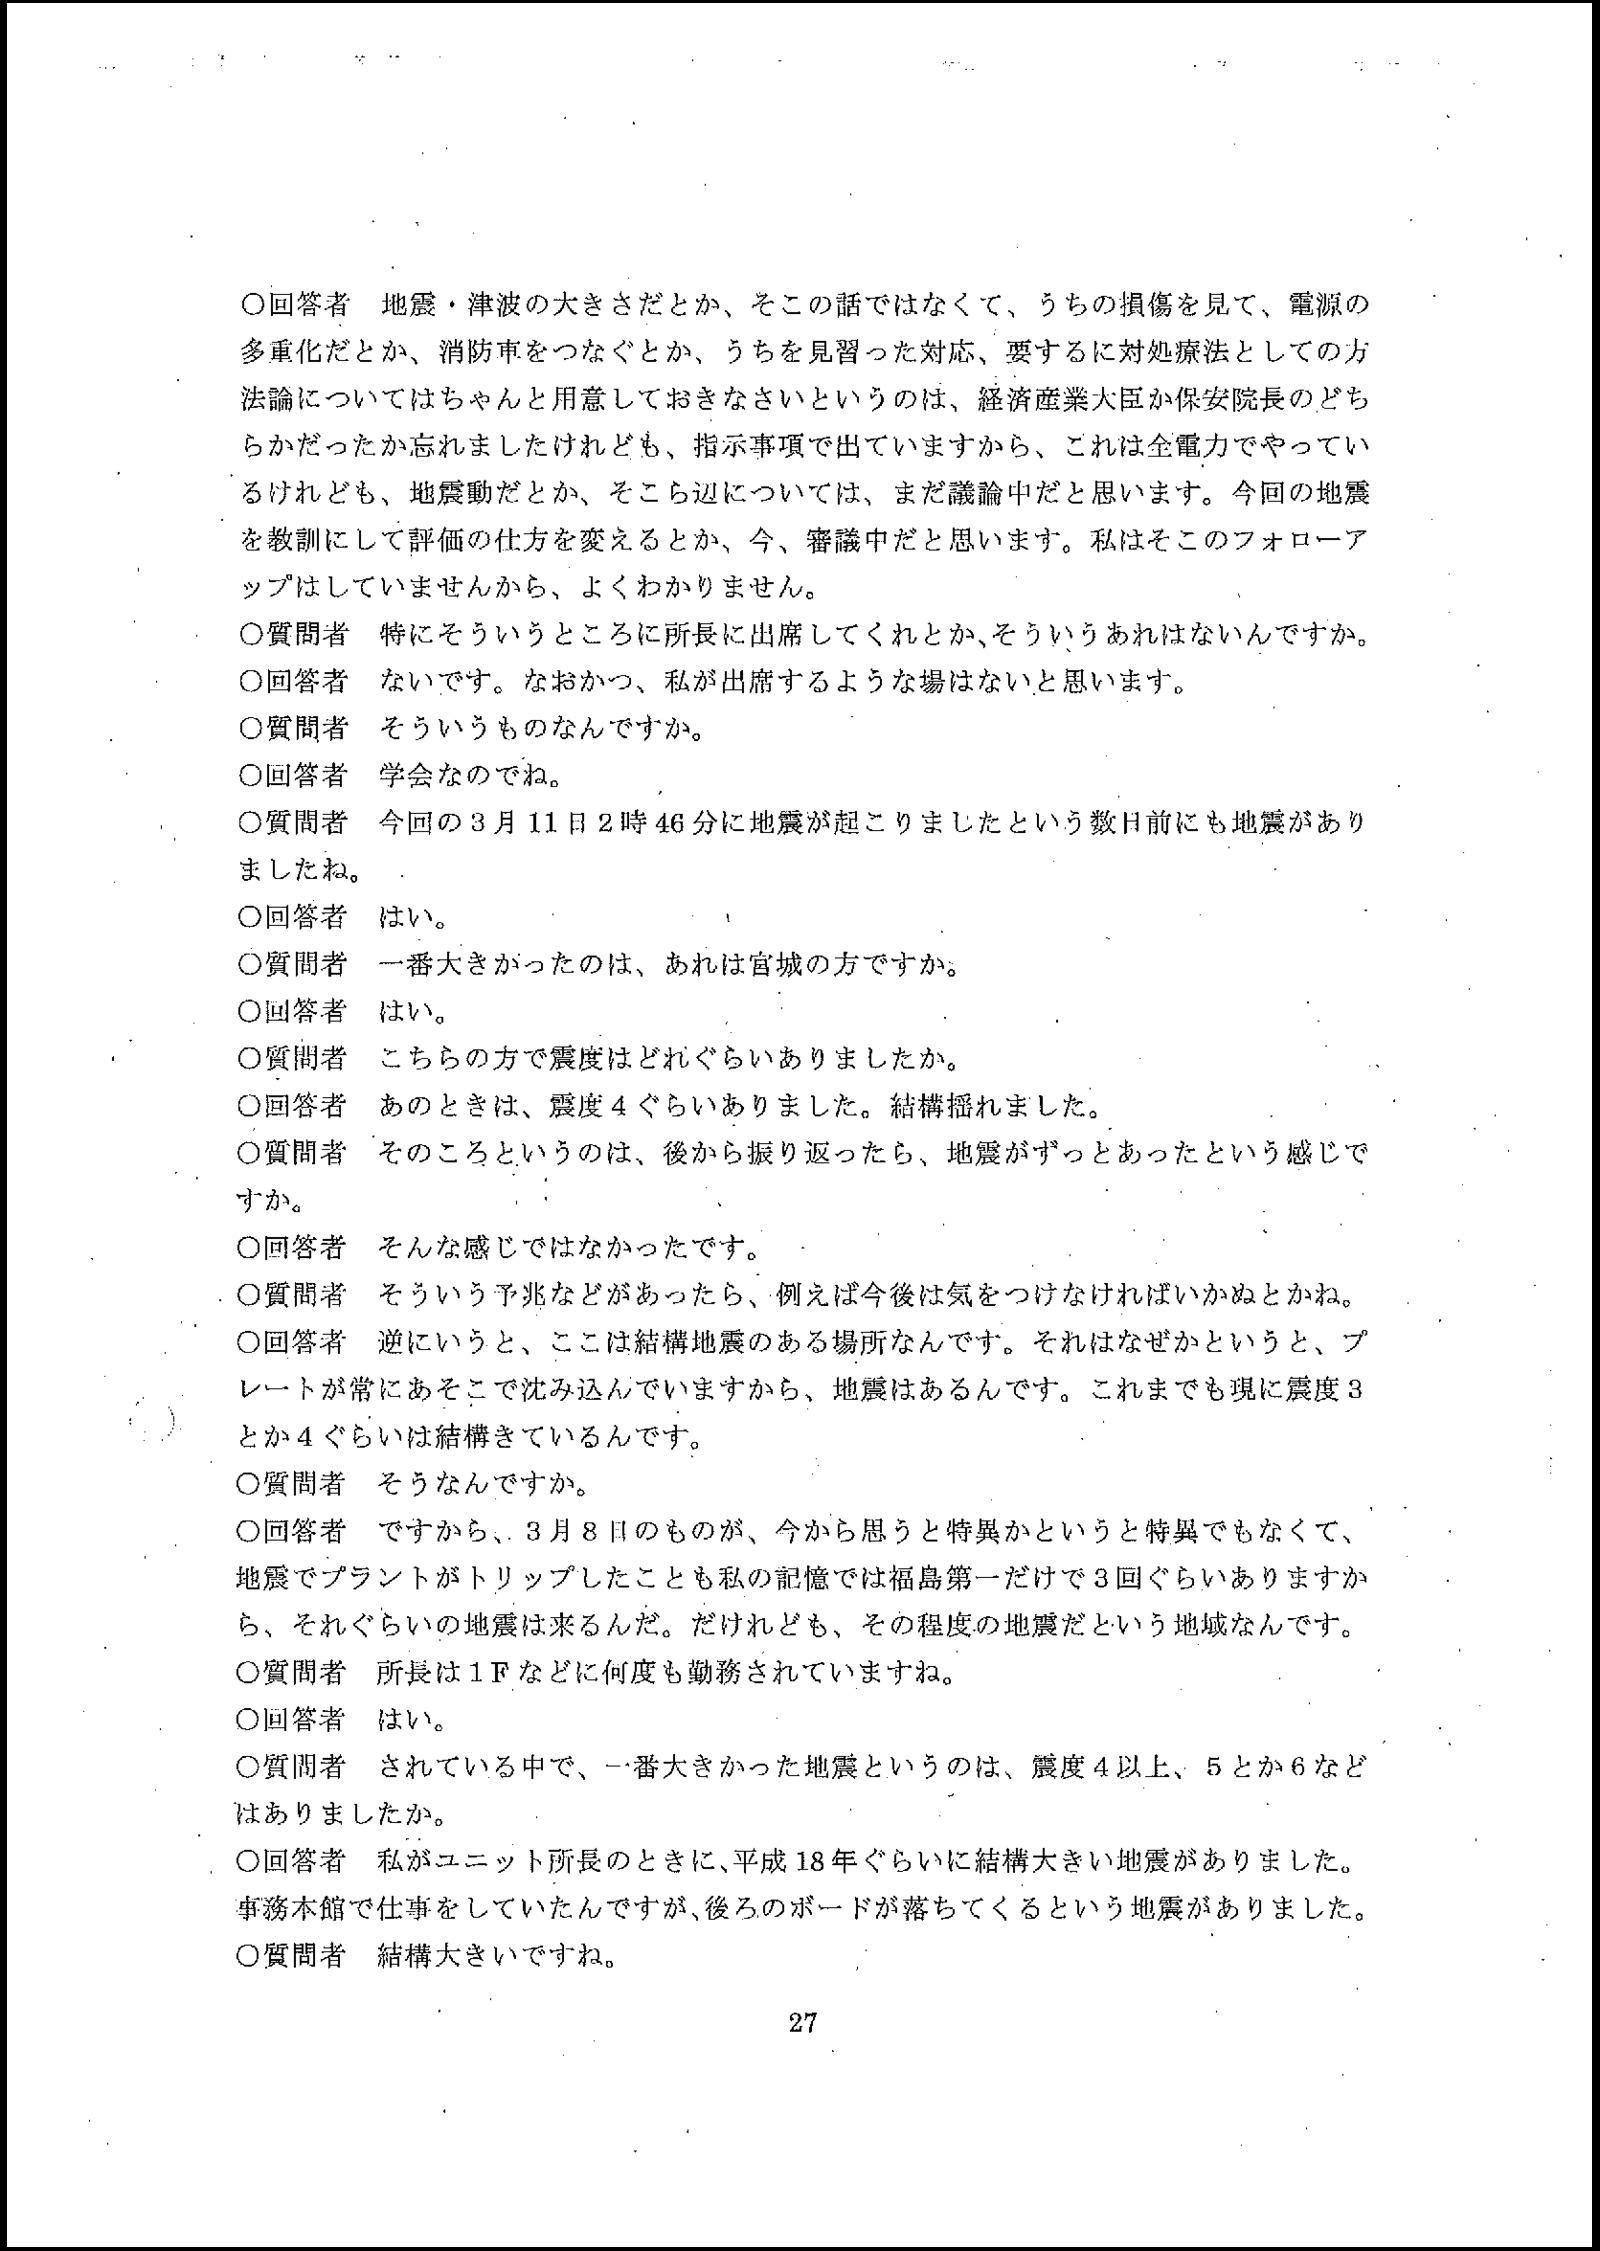 〇回答者　地震・津波の大きさだとか、そこの話ではなくて、うちの損傷を見て、電源の
多重化だとか、消防車をつなぐとか、うちを見習った対応、要するに対処療法としての方
法論についてはちゃんと用意しておきなさいというのは、経済産業大臣か保安院長のどち
らかだったか忘れましたけれども、指示事項で出ていますから、これは全電力でやってい
るけれども、地震動だとか、そこら辺については、まだ議論中だと思います。今回の地震
を教訓にして評価の仕方を変えるとか、今、審議中だと思います。私はそこのフォローア
ップはしていませんから、よくわかりません。
〇質問者　特にそういうところに所長に出席してくれとか、そういうあれはないんですか。
〇回答者　ないです。なおかつ、私が出席するような場はないと思います。
〇質問者　そういうものなんですか。
〇回答者　学会なのでね。
〇質問者　今回の３月11日２時46分に地震が起こりましたという数日前にも地震があり
ましたね。
〇回答者　はい。
〇質問者　一番大きかったのは、あれは宮城の方ですか。
〇回答者　はい。
〇質問者　こちらの方で震度はどれぐらいありましたか。
〇回答者　あのときは、震度４ぐらいありました。結構揺れました。
〇質問者　そのころというのは、後から振り返ったら、地震がずっとあったという感じで
すか。
〇回答者　そんな感じではなかったです。
〇質問者　そういう予兆などがあったら、例えば今後は気をつけなければいかぬとかね。
〇回答者　逆にいうと、ここは結構地震のある場所なんです。それはなぜかというと、プ
レートが常にあそこで沈み込んでいますから、地震はあるんです。これまでも現に震度３
とか４ぐらいは結構きているんです。
〇質問者　そうなんですか。
〇回答者　ですから、３月８日のものが、今から思うと特異かというと特異でもなくて、
地震でプラントがトリップしたことも私の記憶では福島第一だけで３回ぐらいありますか
ら、それぐらいの地震は来るんだ。だけれども、その程度の地震だという地域なんです。
〇質問者　所長は１Ｆなどに何度も勤務されていますね。
〇回答者　はい。
〇質問者　されている中で、一番大きかった地震というのは、震度４以上、５とか６など
はありましたか。
〇回答者　私がユニット所長のときに、平成18年ぐらいに結構大きい地震がありました。
事務本館で仕事をしていたんですが、後ろのボードが落ちてくるという地震がありました。
〇質問者　結構大きいですね。
27